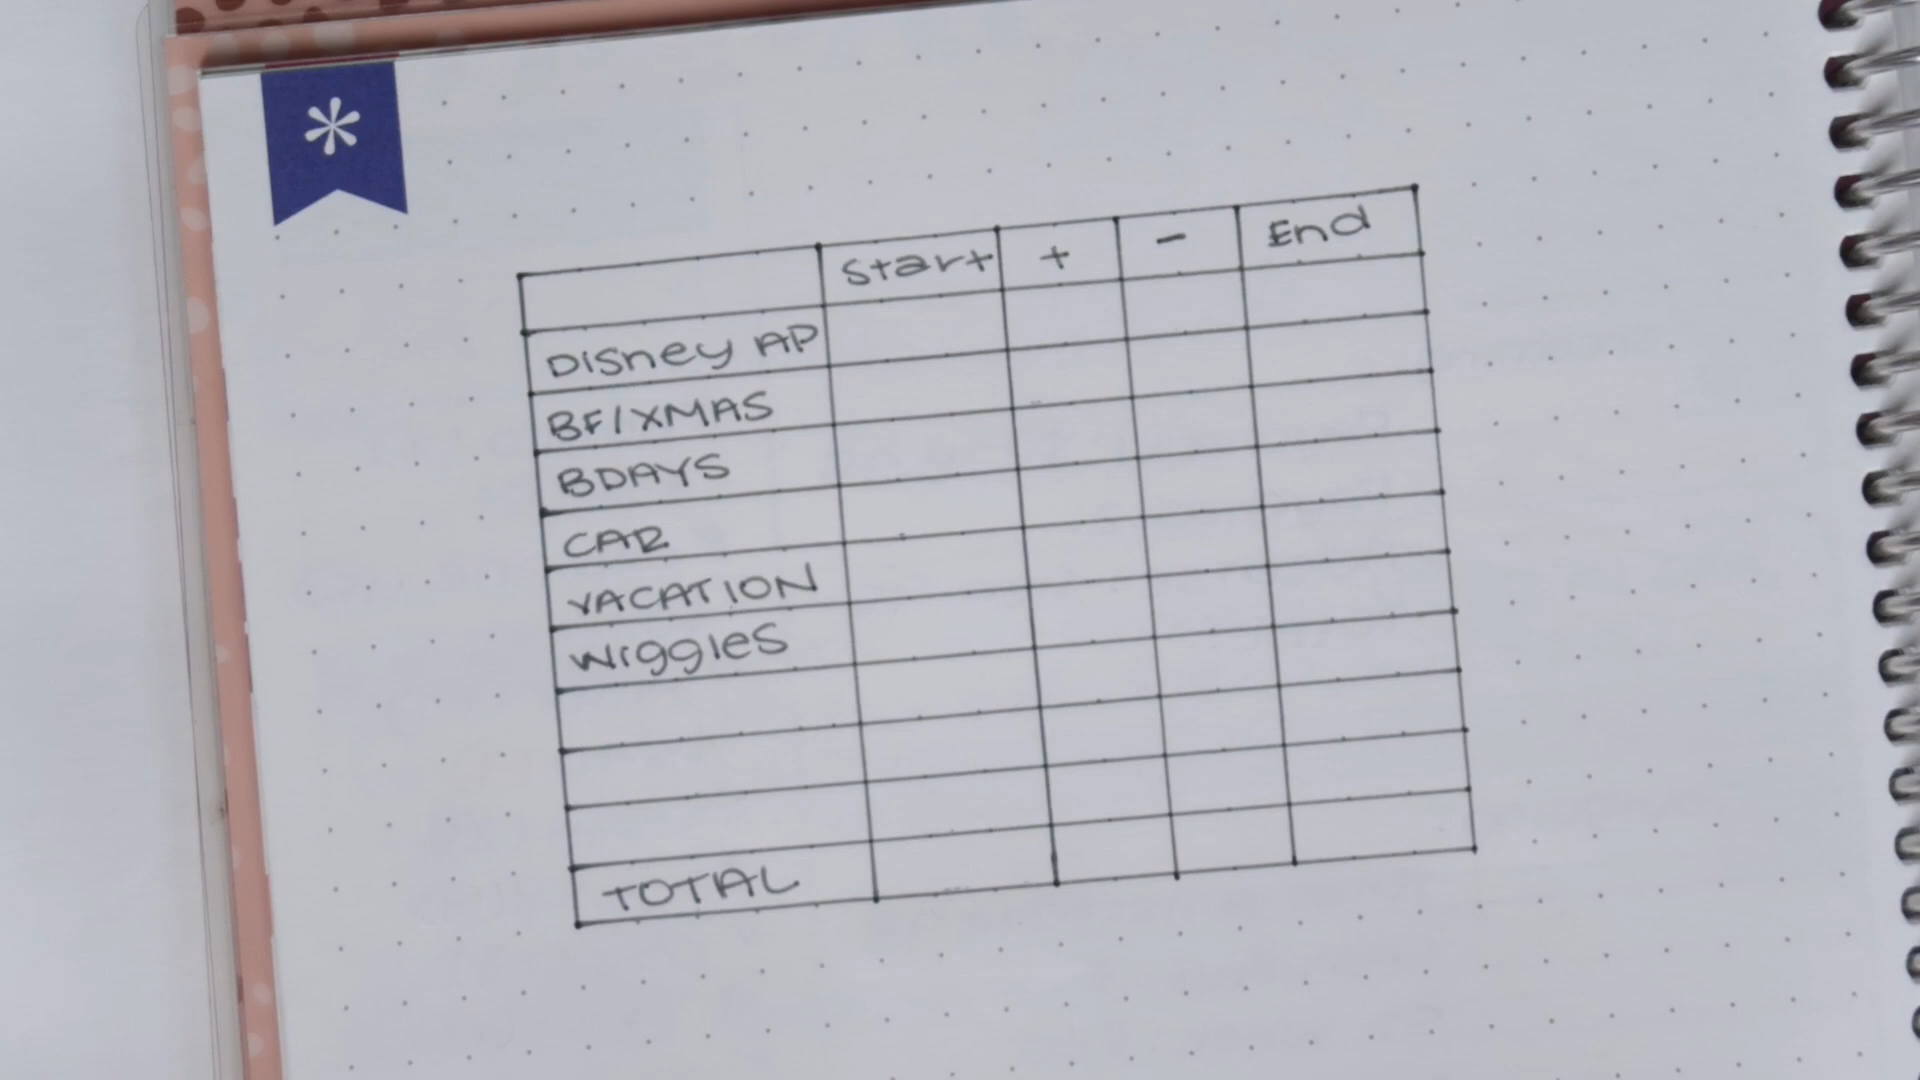 *
Start + - End
Disney AP
BF/XMAS
BDAYS
CAR
VACATION
Wiggles
TOTAL